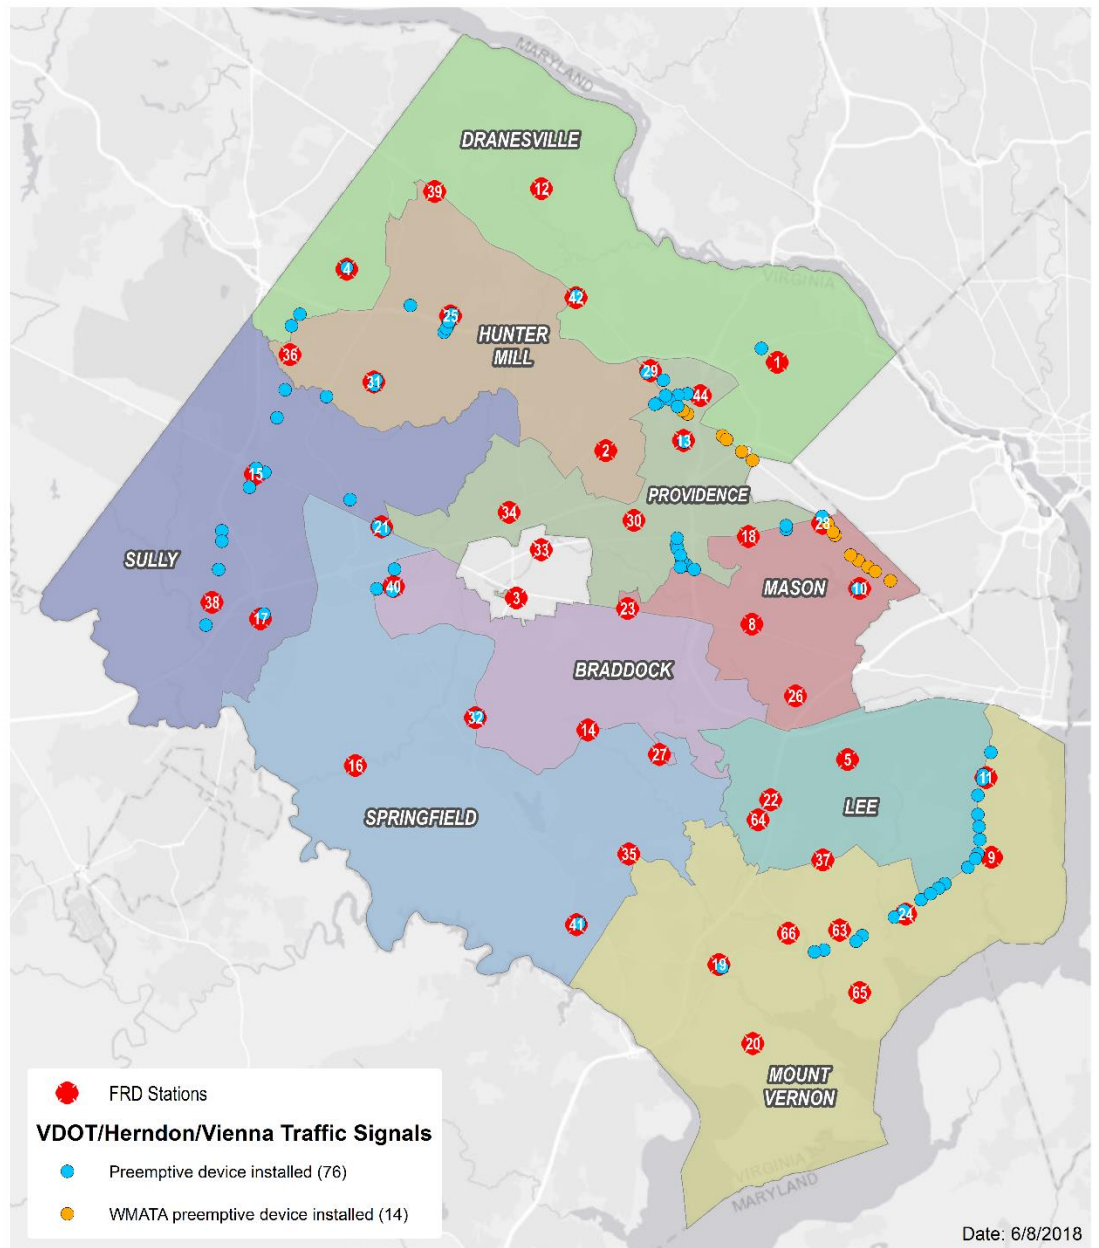 MARYLAND
DRANESVILLE
39
12
4
42
VIRGINIA
25
HUNTER
MILL
36
1
29
31
44
13
2
15
PROVIDENCE
34
30
21
28
18
33
SULLY
MASON
40
10
3
38
23
17
8
BRADDOCK
26
32
14
27
5
16
11
22
LEE
SPRINGFIELD
64
35
37
9
24
41
66
63
19
65
20
MOUNT
VERNON
FRD Stations
VDOT/Herndon/Vienna Traffic Signals
Preemptive device installed (76)
WMATA preemptive device installed (14)
VIRGINIA
MARYLAND
Date: 6/8/2018